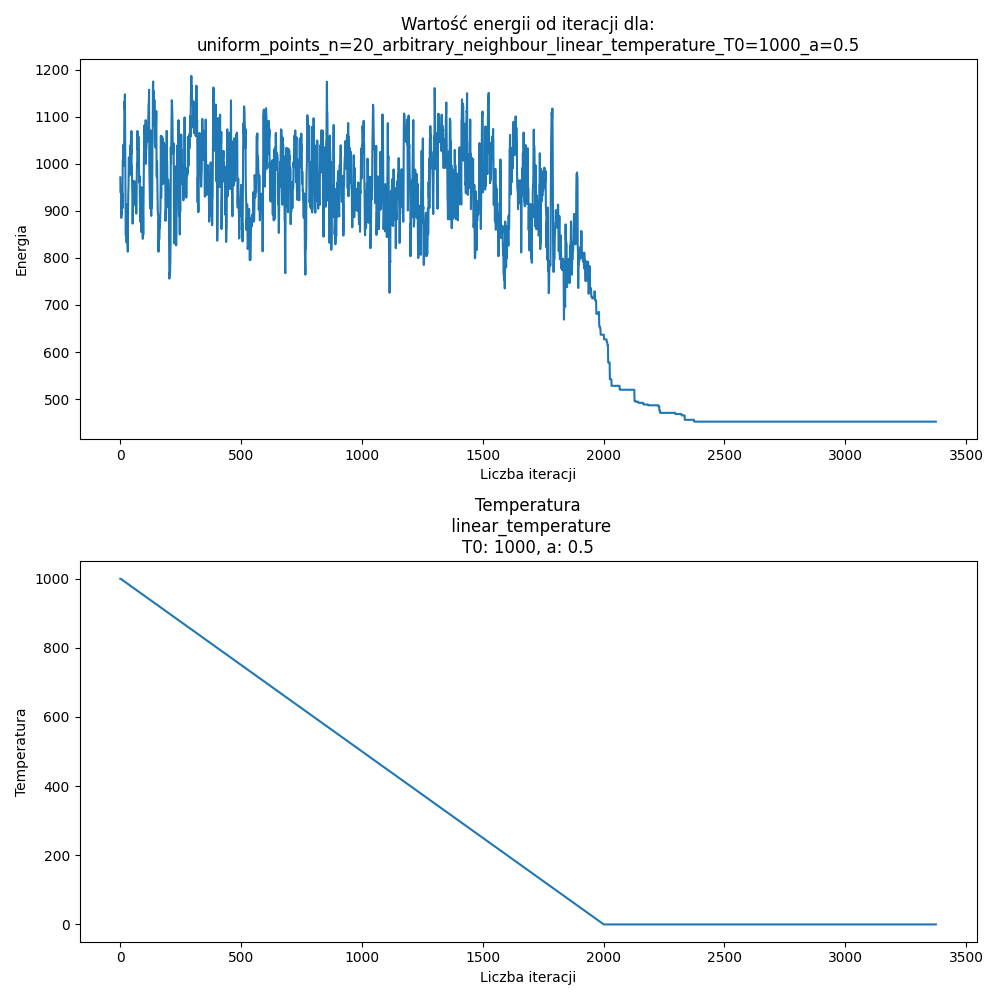 Wartość energii od iteracji dla:
uniform_points_n=20_arbitrary_neighbour_linear_temperature_T0=1000_a=0.5
1200
1100
1000
900
800
700
600
500
Energia
0 500 1000 1500 2000 2500 3000 3500
Liczba iteracji
Temperatura
linear_temperature
T0: 1000, a: 0.5
1000
800
600
400
200
0
Temperatura
0 500 1000 1500 2000 2500 3000 3500
Liczba iteracji